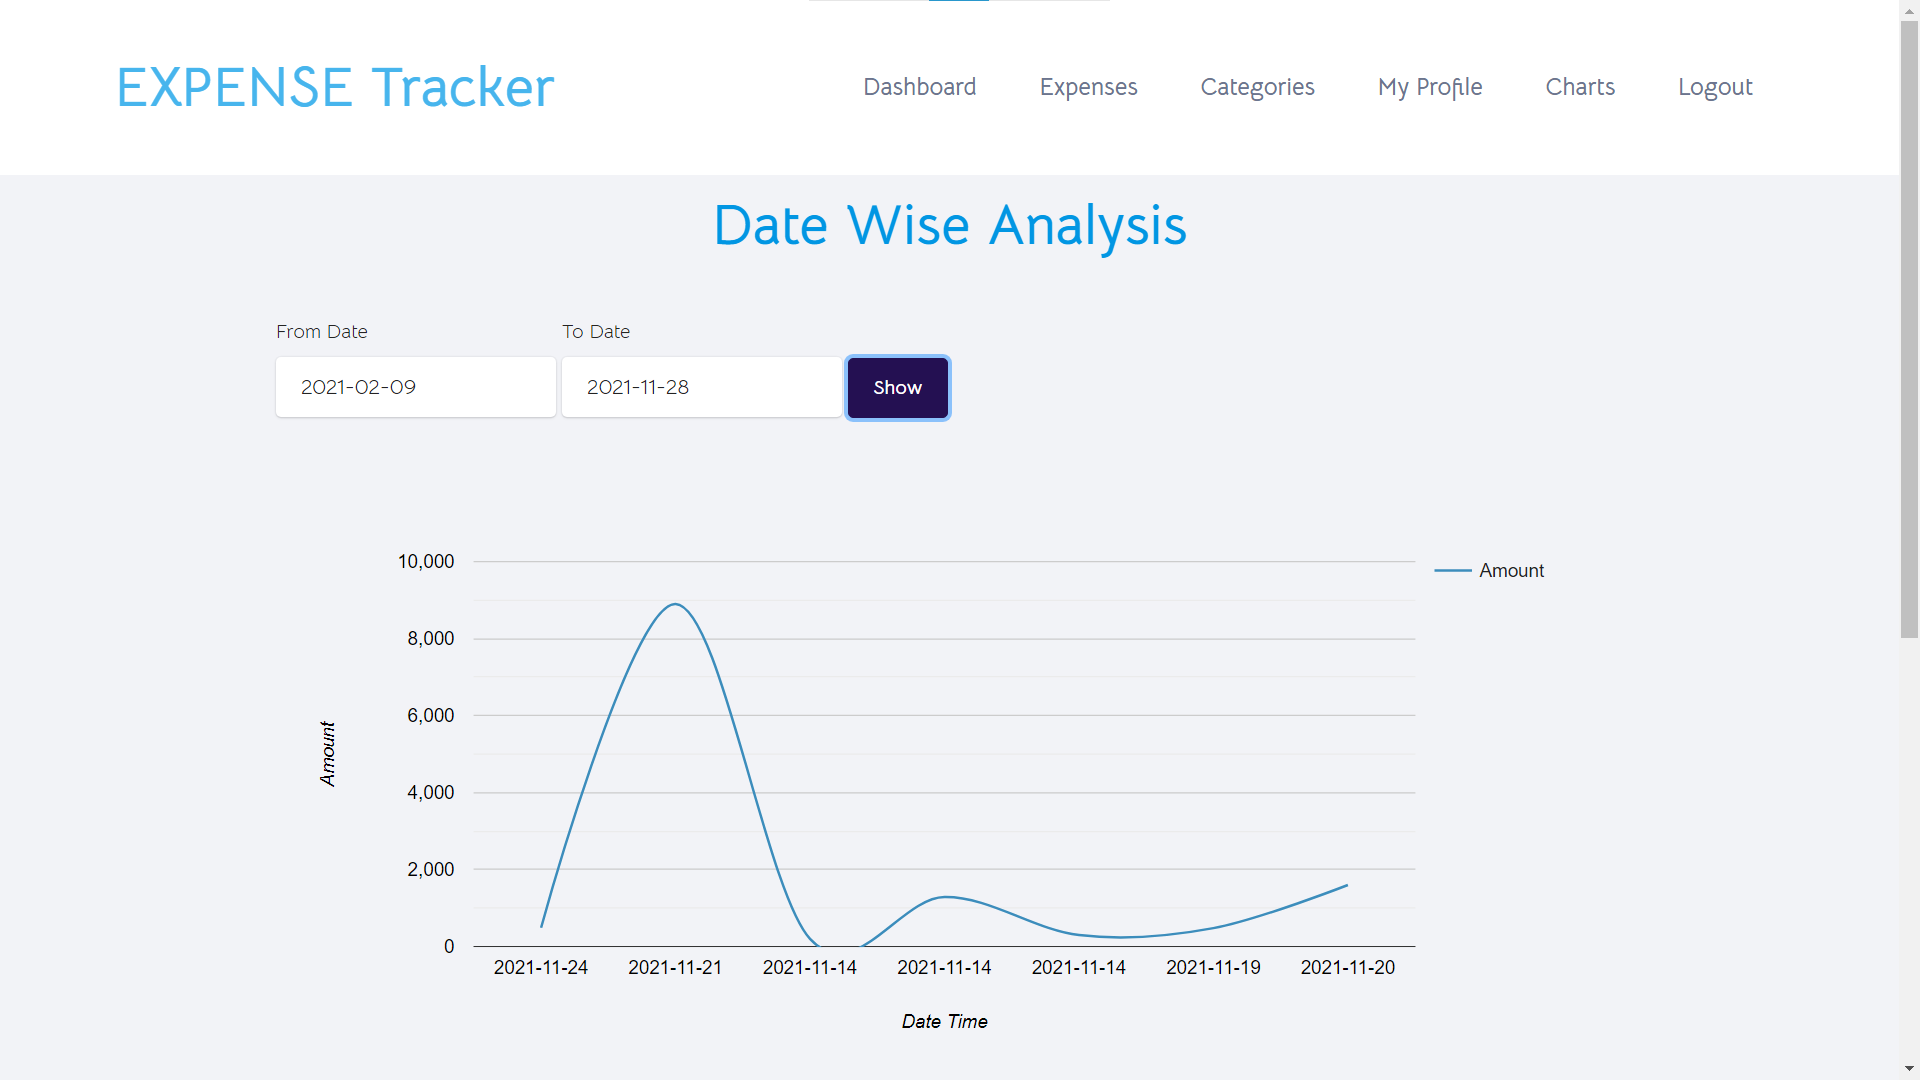 EXPENSE Tracker
Dashboard Expenses Categories My Profile Charts Logout
Date Wise Analysis
From Date To Date
2021-02-09 2021-11-28 Show
10,000
8,000
6,000
4,000
2,000
0
Amount
Amount
2021-11-24 2021-11-21 2021-11-14 2021-11-14 2021-11-14 2021-11-19 2021-11-20
Date Time